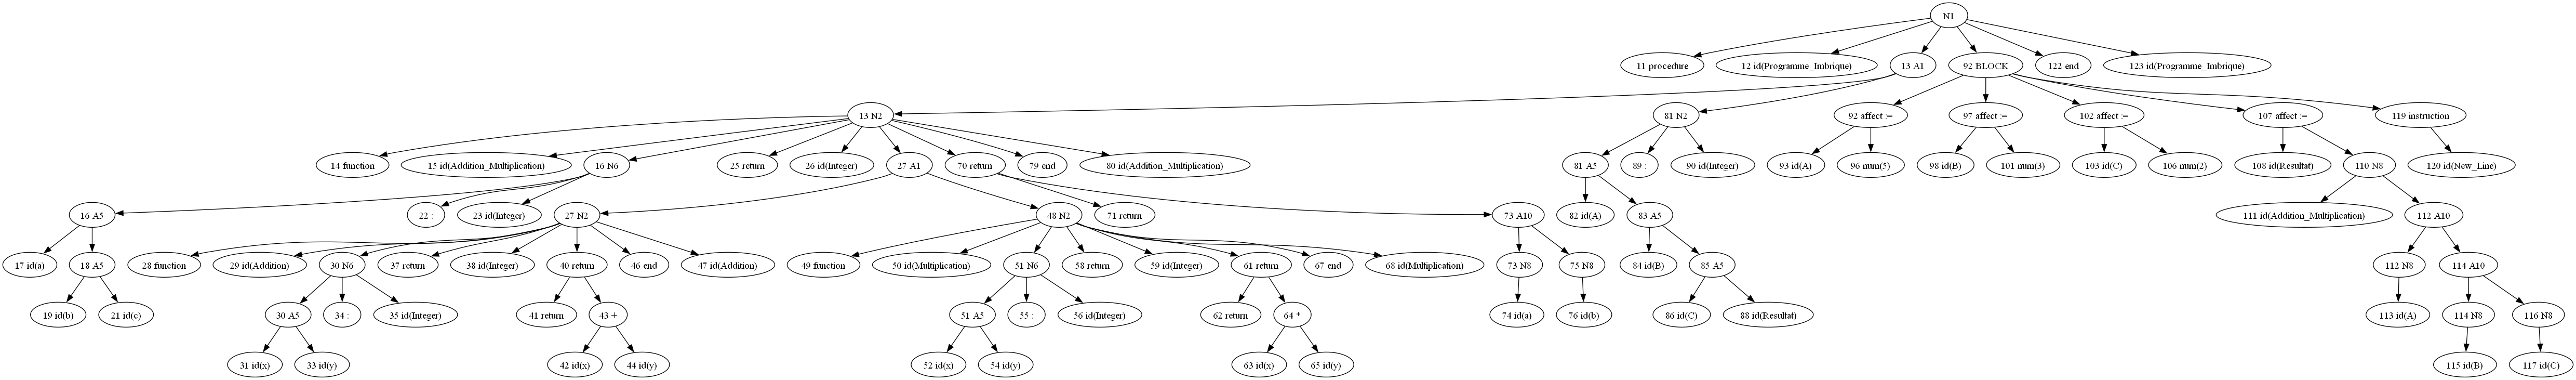 N1
11 procedure
12 id(Programme_Imbrique)
13 A1
92 BLOCK
122 end
123 id(Programme_Imbrique)
13 N2
81 N2
92 affect :=
97 affect :=
102 affect :=
107 affect :=
119 instruction
14 function
15 id(Addition_Multiplication)
16 N6
25 return
26 id(Integer)
27 A1
70 return
79 end
80 id(Addition_Multiplication)
81 A5
89 :
90 id(Integer)
93 id(A)
96 num(5)
98 id(B)
101 num(3)
103 id(C)
106 num(2)
108 id(Resultat)
110 N8
120 id(New_Line)
16 A5
22 :
23 id(Integer)
27 N2
48 N2
71 return
73 A10
82 id(A)
83 A5
111 id(Addition_Multiplication)
112 A10
17 id(a)
18 A5
28 function
29 id(Addition)
30 N6
37 return
38 id(Integer)
40 return
46 end
47 id(Addition)
49 function
50 id(Multiplication)
51 N6
58 return
59 id(Integer)
61 return
67 end
68 id(Multiplication)
73 N8
75 N8
84 id(B)
85 A5
112 N8
114 A10
19 id(b)
21 id(c)
30 A5
34 :
35 id(Integer)
41 return
43 +
51 A5
55 :
56 id(Integer)
62 return
64 *
74 id(a)
76 id(b)
86 id(C)
88 id(Resultat)
113 id(A)
114 N8
116 N8
31 id(x)
33 id(y)
42 id(x)
44 id(y)
52 id(x)
54 id(y)
63 id(x)
65 id(y)
115 id(B)
117 id(C)